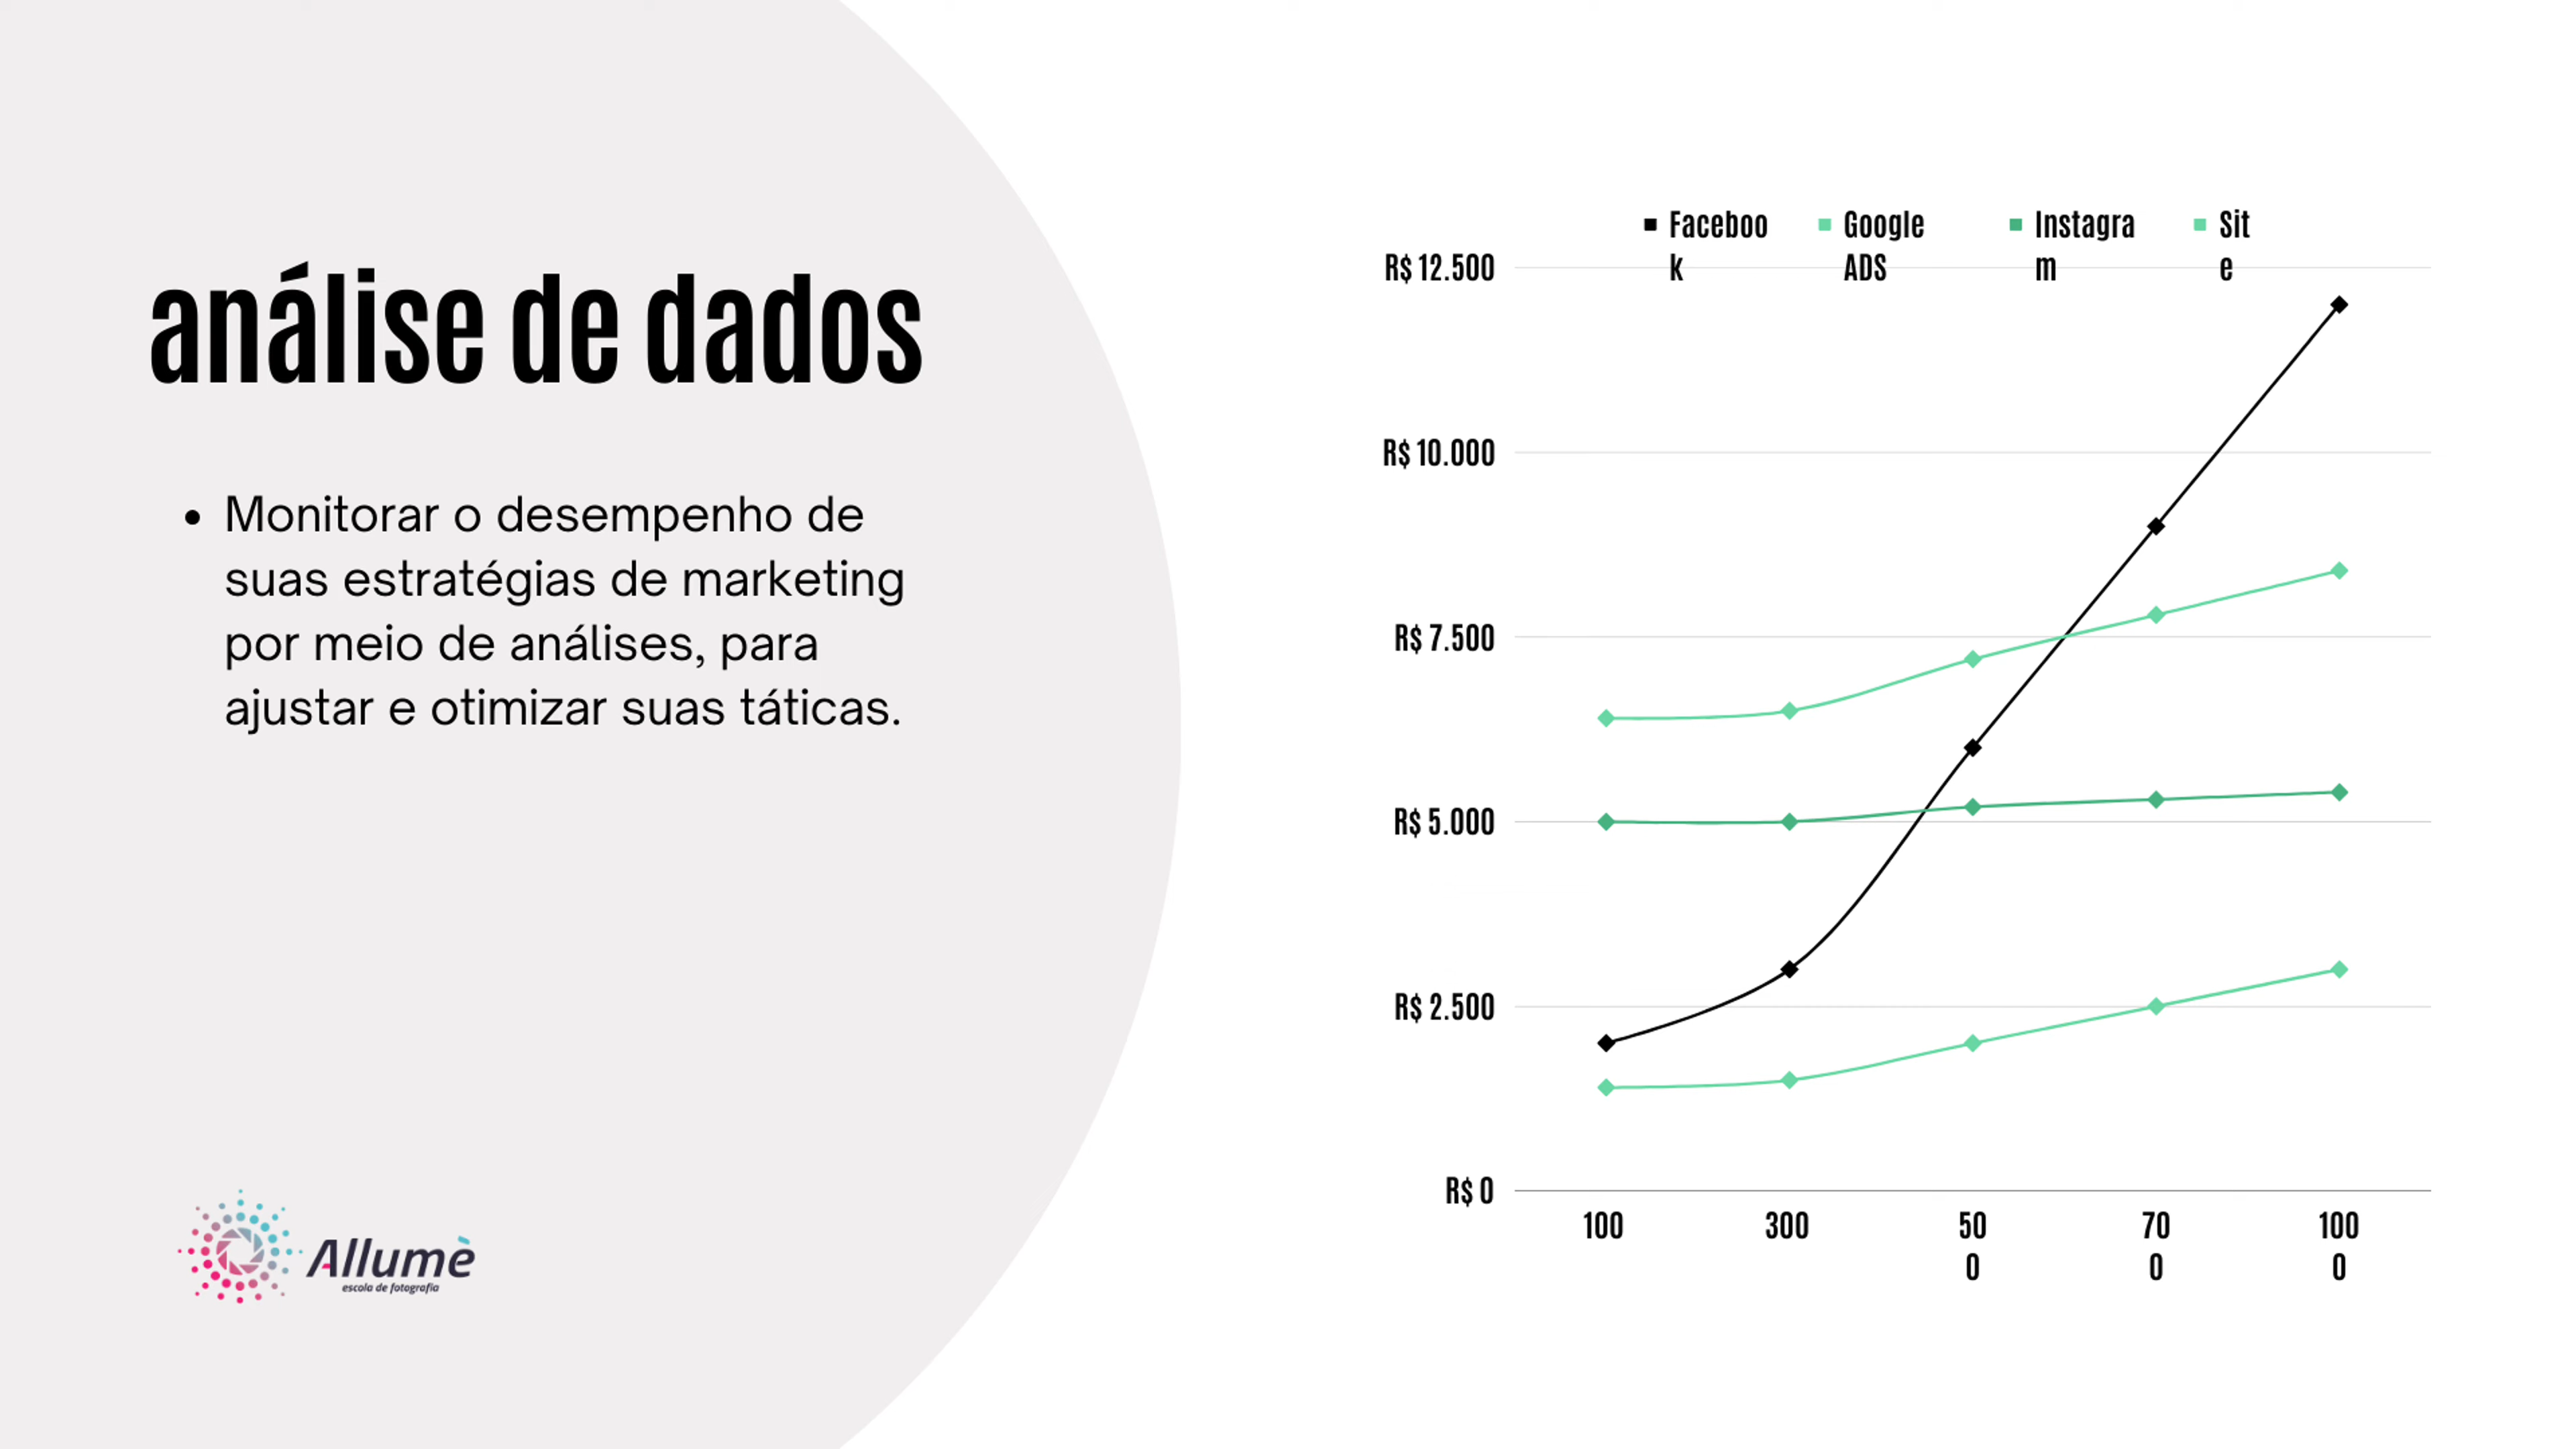 análise de dados
Monitorar o desempenho de
suas estratégias de marketing
por meio de análises, para
ajustar e otimizar suas táticas.
Allumè
escola de fotografia
Faceboo
k
Google
ADS
Instagra
m
Sit
e
R$ 12.500
R$ 10.000
R$ 7.500
R$ 5.000
R$ 2.500
R$ 0
100
300
50
0
70
0
100
0